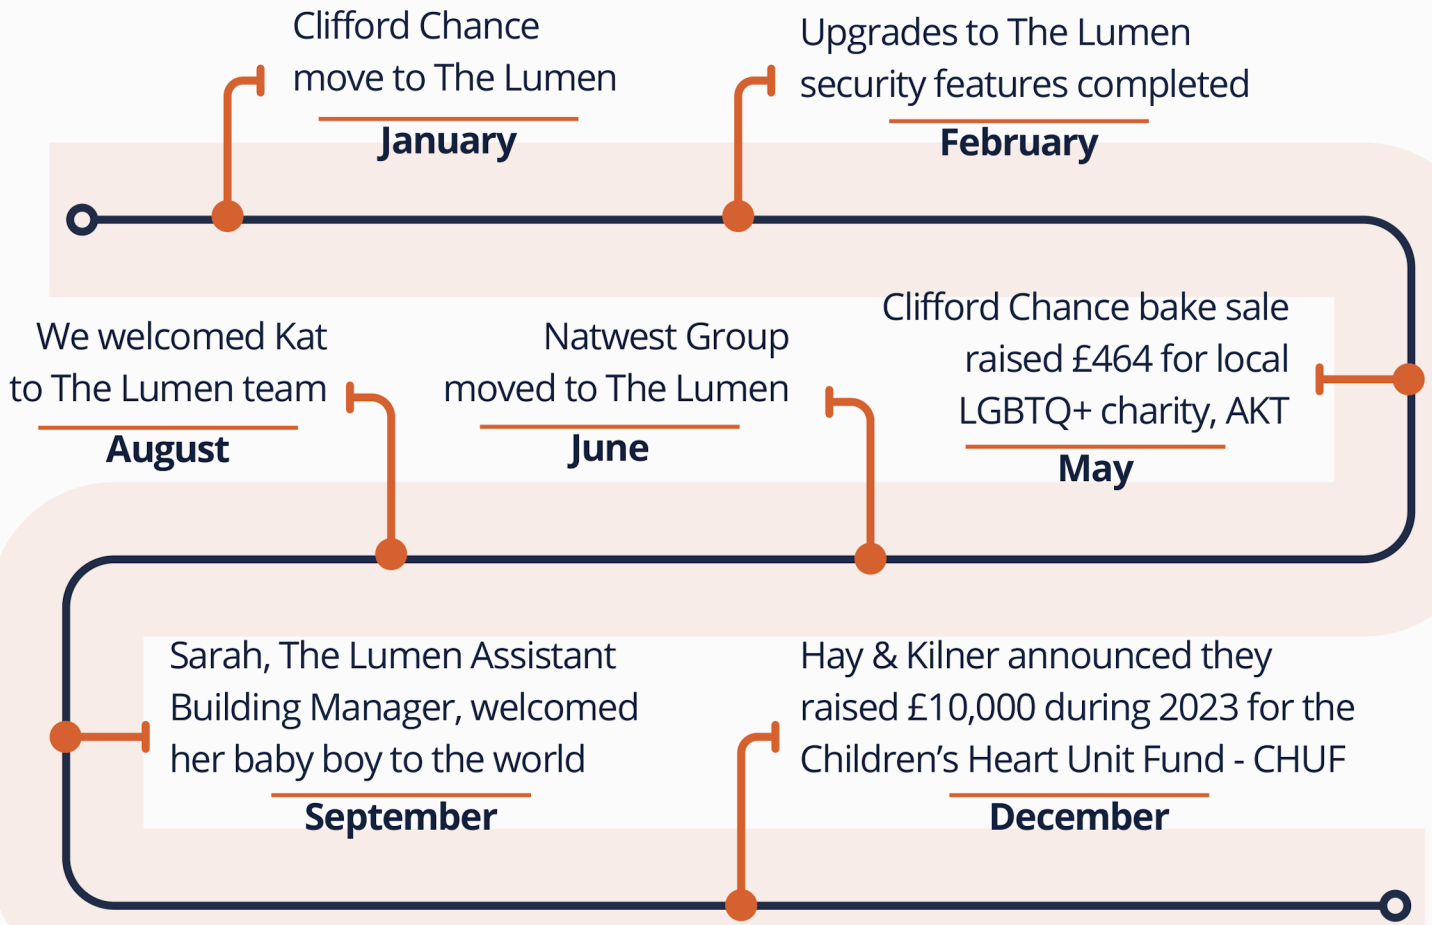 Clifford Chance
move to The Lumen
January
Upgrades to The Lumen
security features completed
February
Clifford Chance bake sale
raised £464 for local
LGBTQ+ charity, AKT
May
Natwest Group
moved to The Lumen
June
We welcomed Kat
to The Lumen team
August
Sarah, The Lumen Assistant
Building Manager, welcomed
her baby boy to the world
September
Hay & Kilner announced they
raised £10,000 during 2023 for the
Children’s Heart Unit Fund - CHUF
December